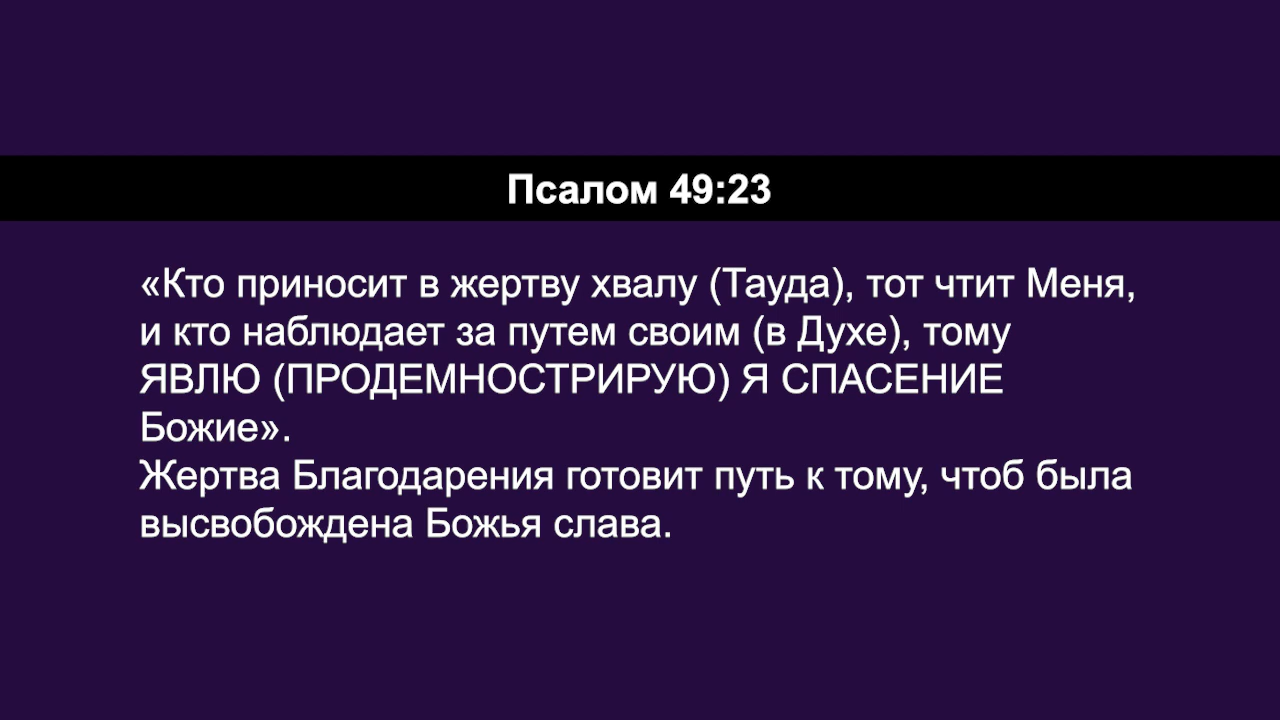 Псалом 49:23
«Кто приносит в жертву хвалу (Тауда), тот чтит Меня,
и кто наблюдает за путем своим (в Духе), тому
ЯВЛЮ (ПРОДЕМНОСТРИРУЮ) Я СПАСЕНИЕ
Божие».
Жертва Благодарения готовит путь к тому, чтоб была
высвобождена Божья слава.